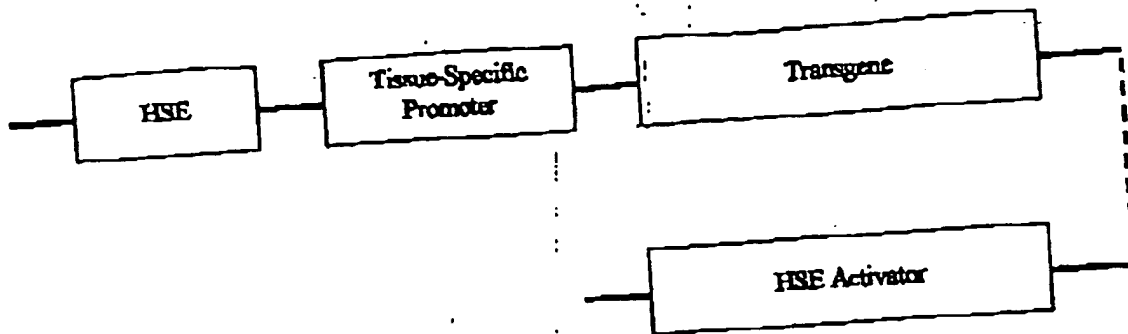 HSE
Tissue-Specific
Promoter
Transgene
HSE Activator